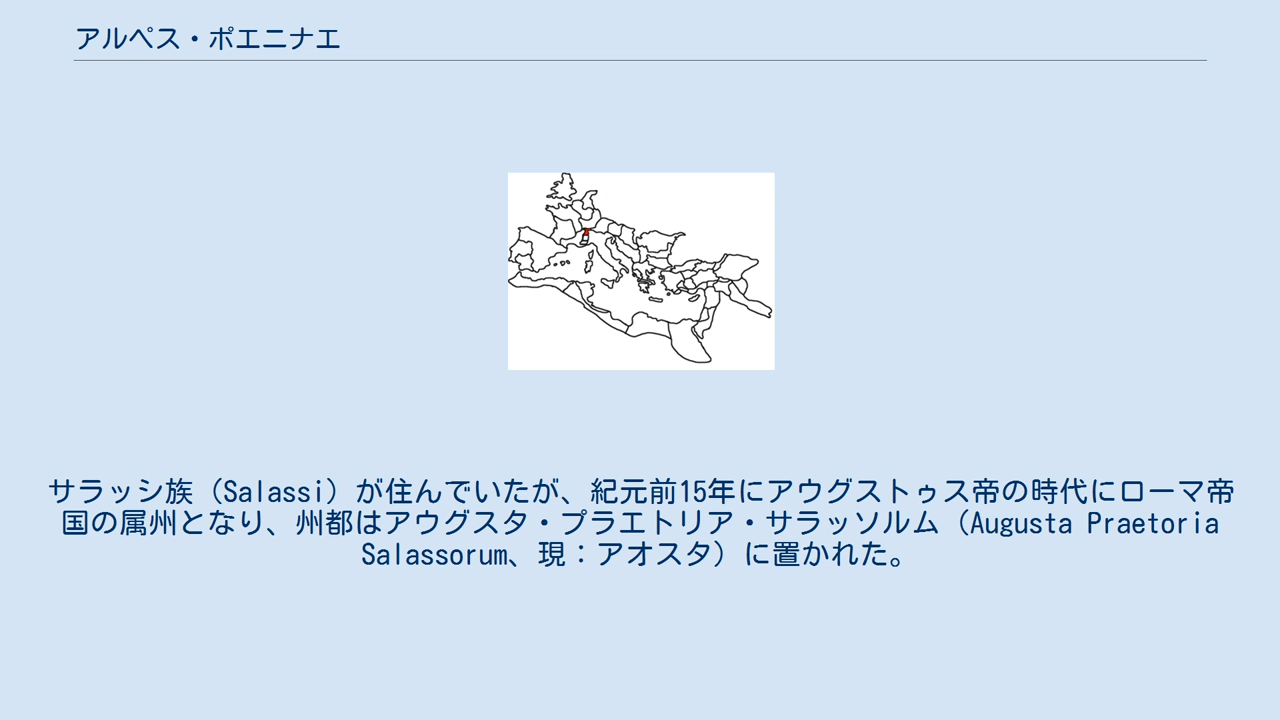 アルペス・ポエニナエ
サラッシ族（Salassi）が住んでいたが、紀元前15年にアウグストゥス帝の時代にローマ帝
国の属州となり、州都はアウグスタ・プラエトリア・サラッソルム（Augusta Praetoria
Salassorum、現：アオスタ）に置かれた。